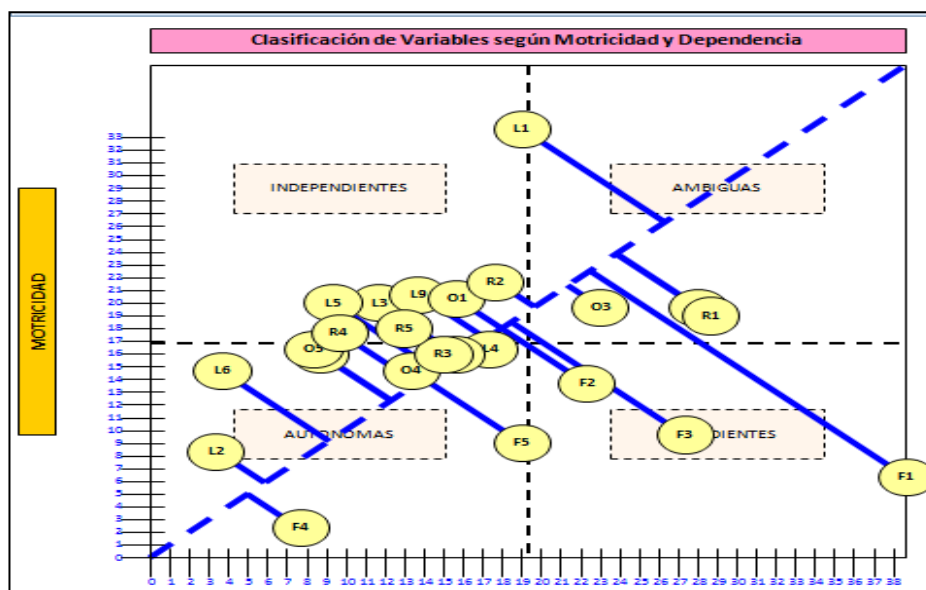 Clasificación de Variables según Motricidad y Dependencia
MOTRICIDAD
33
32
31
30
29
28
27
26
25
24
23
22
21
20
19
18
17
16
15
14
13
12
11
10
9
8
7
6
5
4
3
2
1
0
L1
INDEPENDIENTES
AMBIGUAS
R2
L9
L5
L3
O1
O3
R1
R4
R5
O5
R3
L4
L6
O4
F2
AUTONOMAS
DIENTES
F3
F5
L2
F1
F4
0 1 2 3 4 5 6 7 8 9 10 11 12 13 14 15 16 17 18 19 20 21 22 23 24 25 26 27 28 29 30 31 32 33 34 35 36 37 38